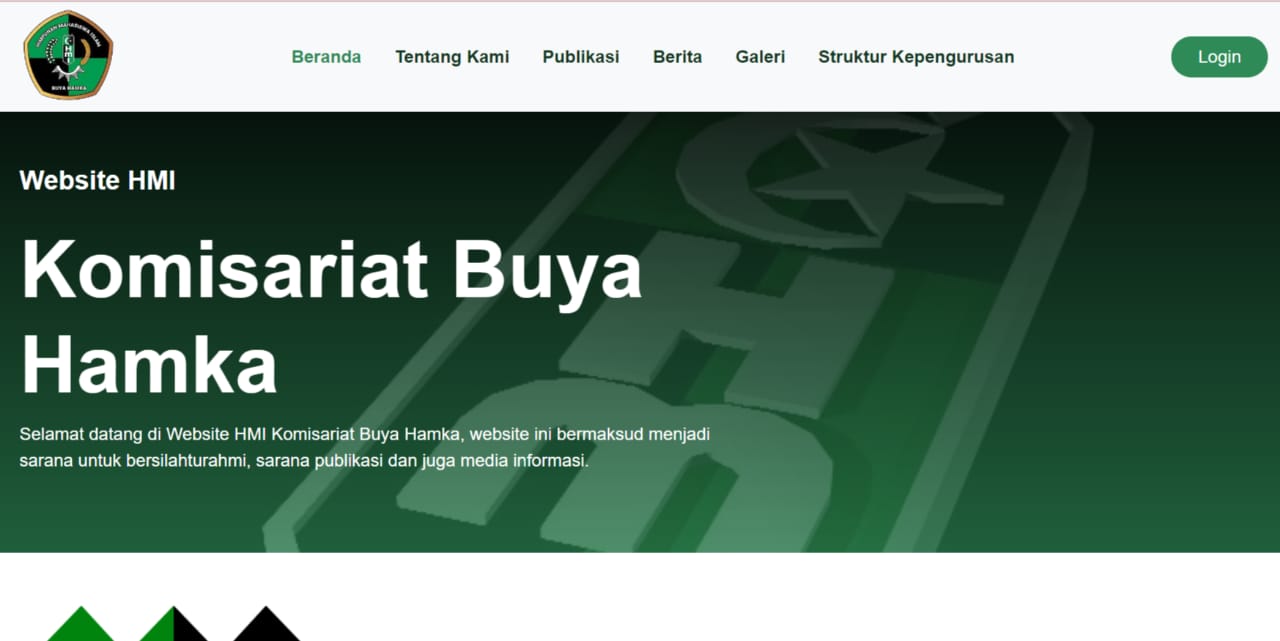 HIMPUNAN MAHASISWA ISLAM
HMI
BUYA HAMKA
Beranda
Tentang Kami
Publikasi
Berita
Galeri
Struktur Kepengurusan
Login
Website HMI
Komisariat Buya
Hamka
Selamat datang di Website HMI Komisariat Buya Hamka, website ini bermaksud menjadi
sarana untuk bersilahturahmi, sarana publikasi dan juga media informasi.